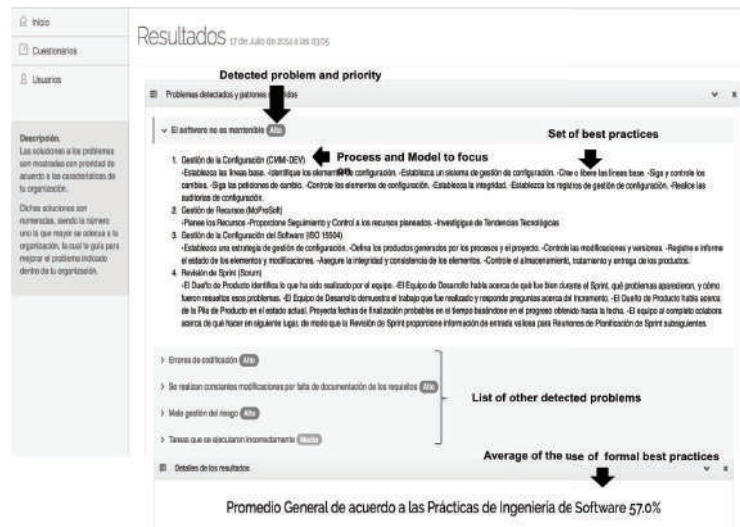 Inicio
Cuestionarios
Usuarios
Descripción.
Las soluciones a los problemas
son mostradas con prioridad de
acuerdo a las características de
tu organización.
Dichas soluciones son
numeradas, siendo la número
uno la que mayor se adecua a tu
organización, la cual te guía para
mejorar el problema indicado
dentro de tu organización.
Resultados 17 de Julio de 2014 a las 03:05
Detected problem and priority
Problemas detectados y patrones
El software no es mantenible Alto
Set of best practices
Process and Model to focus
on
1. Gestión de la Configuración (CMMI-DEV)
-Establezca las líneas base. -Identifique los elementos de configuración. -Establezca un sistema de gestión de configuración. -Cree o libere las líneas base. -Siga y controle los
cambios. -Siga las peticiones de cambio. -Controle los elementos de configuración. -Establezca la integridad. -Establezca los registros de gestión de configuración. -Realice las
auditorías de configuración.
2. Gestión de Recursos (MoProSoft)
-Planee los Recursos -Proporcione Seguimiento y Control a los recursos planeados. -Investigique de Tendencias Tecnológicas
3. Gestión de la Configuración del Software (ISO 15504)
-Establezca una estrategia de gestión de configuración. -Defina los productos generados por los procesos y el proyecto. -Controle las modificaciones y versiones. -Registre e informe
el estado de los elementos y modificaciones. -Asegure la integridad y consistencia de los elementos. -Controle el almacenamiento, tratamiento y entrega de los productos.
4. Revisión de Sprint (Scrum)
-El Dueño de Producto identifica lo que ha sido realizado por el equipo. -El Equipo de Desarrollo habla acerca de qué fue bien durante el Sprint, qué problemas aparecieron, y cómo
fueron resueltos esos problemas. -El Equipo de Desarrollo demuestra el trabajo que fue realizado y responde preguntas acerca del Incremento. -El Dueño de Producto habla acerca
de la Pila de Producto en el estado actual. Proyecta fechas de finalización probables en el tiempo basándose en el progreso obtenido hasta la fecha. -El equipo al completo colabora
acerca de qué hacer en siguiente lugar, de modo que la Revisión de Sprint proporcione información de entrada valiosa para Reuniones de Planificación de Sprint subsiguientes.
Errores de codificación Alto
Se realizan constantes modificaciones por falta de documentación de los requisitos Alto
Mala gestión del riesgo Alto
Tareas que se ejecutaron incorrectamente Medio
List of other detected problems
Average of the use of formal best practices
Detalles de los resultados
Promedio General de acuerdo a las Prácticas de Ingeniería de Software 57.0%